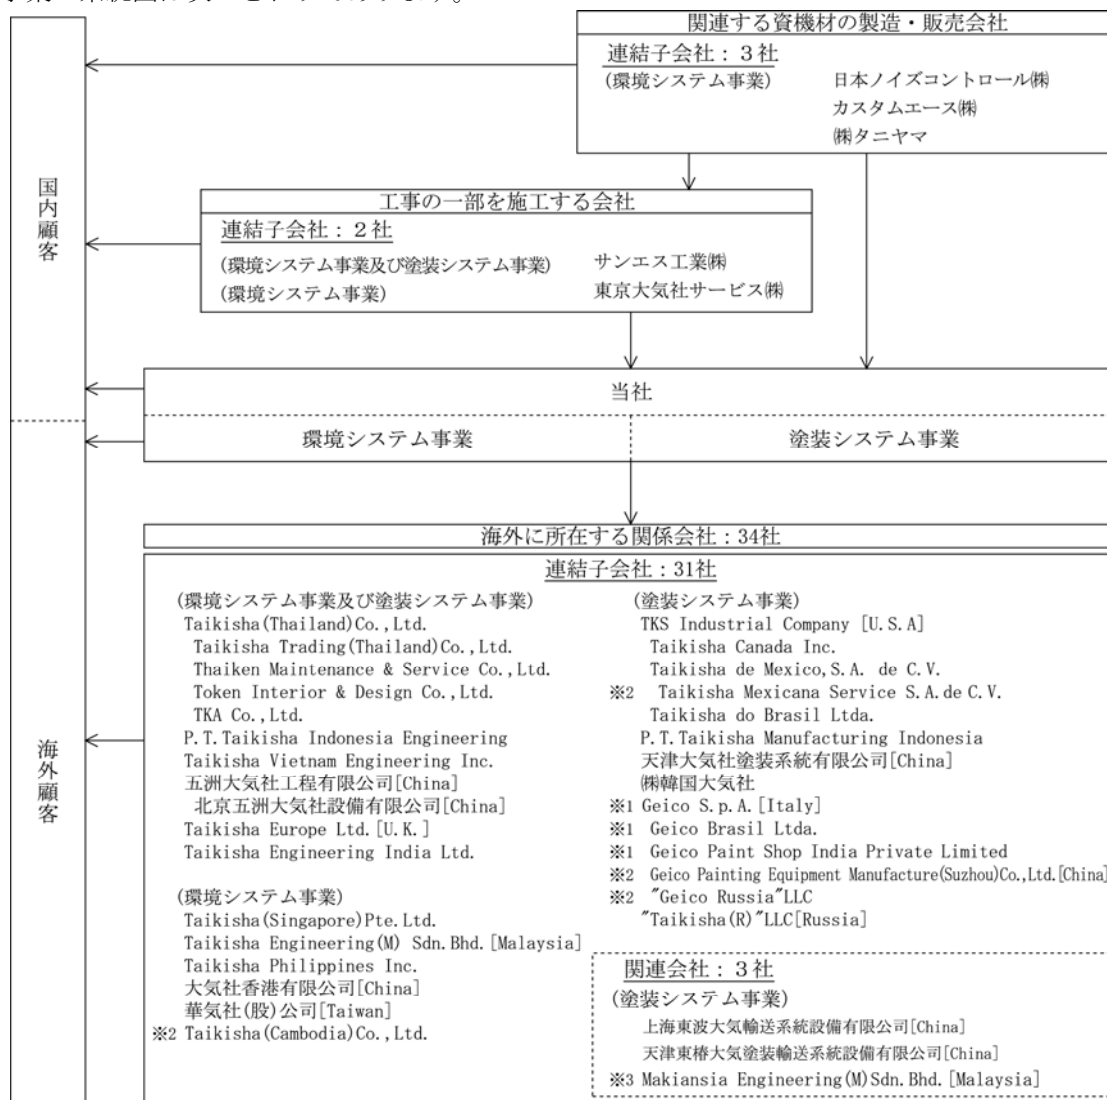 関連する資機材の製造・販売会社
連結子会社：３社
(環境システム事業)
日本ノイズコントロール㈱
カスタムエース㈱
㈱タニヤマ
国内顧客
工事の一部を施工する会社
連結子会社：２社
(環境システム事業及び塗装システム事業)
サンエス工業㈱
(環境システム事業)
東京大気社サービス㈱
当社
環境システム事業
塗装システム事業
海外に所在する関係会社：34社
連結子会社：31社
海外顧客
(環境システム事業及び塗装システム事業)
Taikisha(Thailand)Co.,Ltd.
Taikisha Trading(Thailand)Co.,Ltd.
Thaiken Maintenance & Service Co.,Ltd.
Token Interior & Design Co.,Ltd.
TKA Co.,Ltd.
P.T.Taikisha Indonesia Engineering
Taikisha Vietnam Engineering Inc.
五洲大気社工程有限公司[China]
北京五洲大気社設備有限公司[China]
Taikisha Europe Ltd.[U.K.]
Taikisha Engineering India Ltd.
(環境システム事業)
Taikisha(Singapore)Pte.Ltd.
Taikisha Engineering(M) Sdn.Bhd.[Malaysia]
Taikisha Philippines Inc.
大気社香港有限公司[China]
華気社(股)公司[Taiwan]
※2 Taikisha(Cambodia)Co.,Ltd.
(塗装システム事業)
TKS Industrial Company [U.S.A]
Taikisha Canada Inc.
Taikisha de Mexico,S.A. de C.V.
※2 Taikisha Mexicana Service S.A.de C.V.
Taikisha do Brasil Ltda.
P.T.Taikisha Manufacturing Indonesia
天津大気社塗装系統有限公司[China]
㈱韓国大気社
※1 Geico S.p.A.[Italy]
※1 Geico Brasil Ltda.
※1 Geico Paint Shop India Private Limited
※2 Geico Painting Equipment Manufacture(Suzhou)Co.,Ltd.[China]
※2 "Geico Russia"LLC
"Taikisha(R)"LLC[Russia]
関連会社：３社
(塗装システム事業)
上海東波大気輸送系統設備有限公司[China]
天津東椿大気塗装輸送系統設備有限公司[China]
※3 Makiansia Engineering(M)Sdn.Bhd.[Malaysia]